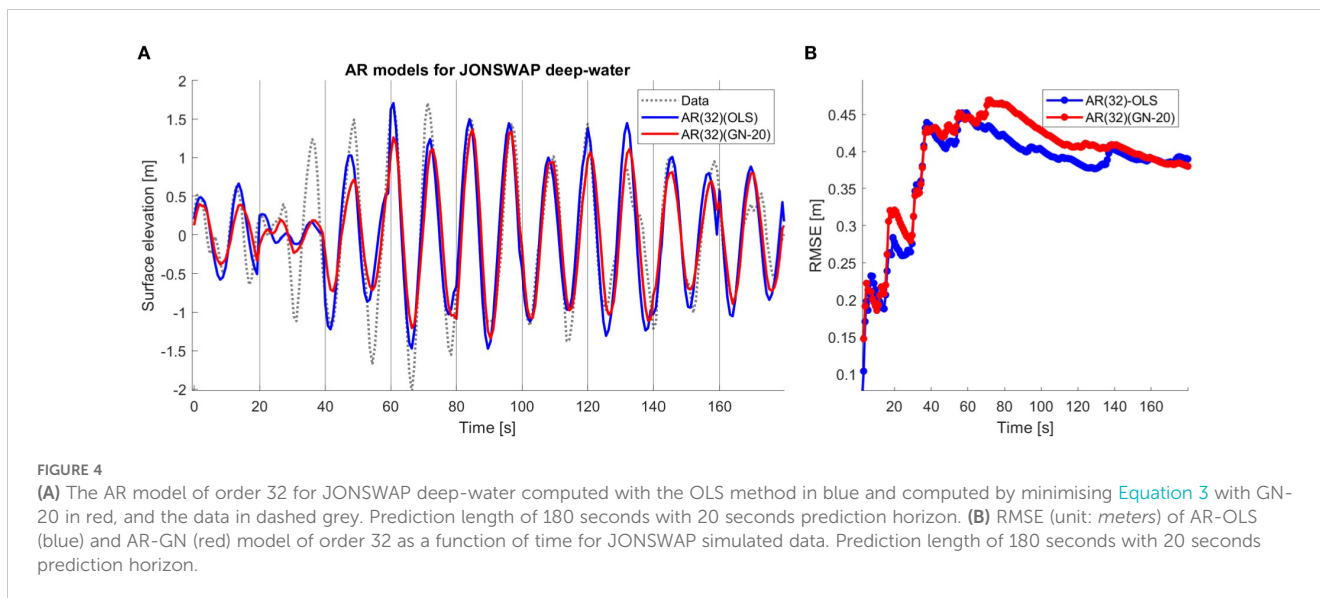 A
AR models for JONSWAP deep-water
Data
AR(32)(OLS)
AR(32)(GN-20)
Surface elevation [m]
2
1.5
1
0.5
0
-0.5
-1
-1.5
-2
0 20 40 60 80 100 120 140 160
Time [s]
B
AR(32)-OLS
AR(32)(GN-20)
RMSE [m]
0.45
0.4
0.35
0.3
0.25
0.2
0.15
0.1
20 40 60 80 100 120 140 160
Time [s]
FIGURE 4
(A) The AR model of order 32 for JONSWAP deep-water computed with the OLS method in blue and computed by minimising Equation 3 with GN-
20 in red, and the data in dashed grey. Prediction length of 180 seconds with 20 seconds prediction horizon. (B) RMSE (unit: meters) of AR-OLS
(blue) and AR-GN (red) model of order 32 as a function of time for JONSWAP simulated data. Prediction length of 180 seconds with 20 seconds
prediction horizon.